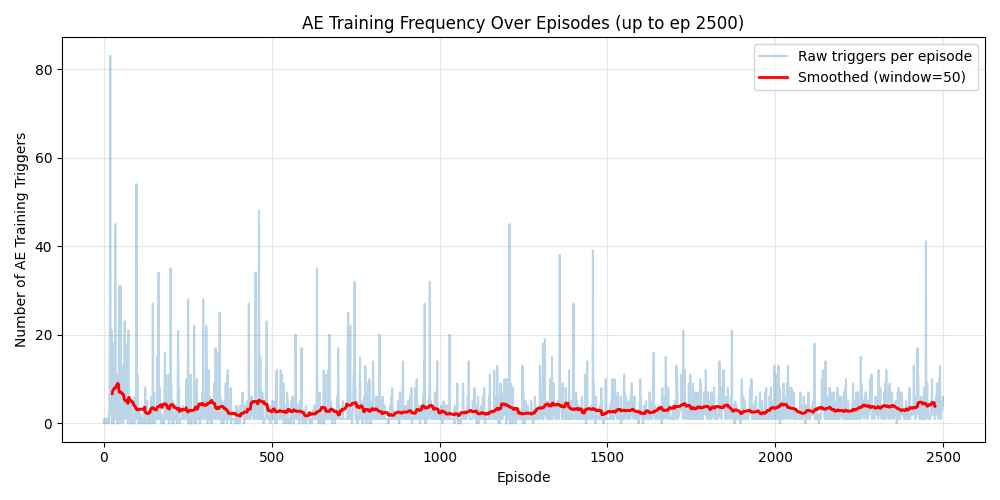 AE Training Frequency Over Episodes (up to ep 2500)
Raw triggers per episode
Smoothed (window=50)
Number of AE Training Triggers
80
60
40
20
0
0 500 1000 1500 2000 2500
Episode